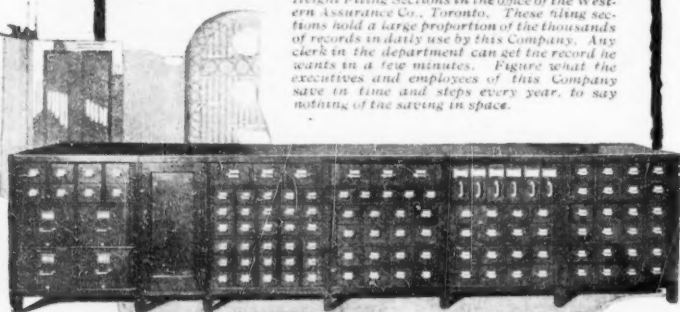 Height Filing Sections in the office of the West-
ern Assurance Co., Toronto. These filing sec-
tions hold a large proportion of the thousands
of records in daily use by this Company. Any
clerk in the department can get the record he
wants in a few minutes. Figure what the
executives and employees of this Company
save in time and steps every year, to say
nothing of the saving in space.